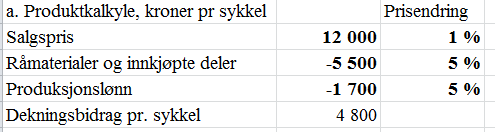 a. Produktkalkyle, kroner pr sykkel Prisendring
Salgspris 12 000 1 %
Råmaterialer og innkjøpte deler -5 500 5 %
Produksjonslønn -1 700 5 %
Dekningsbidrag pr. sykkel 4 800